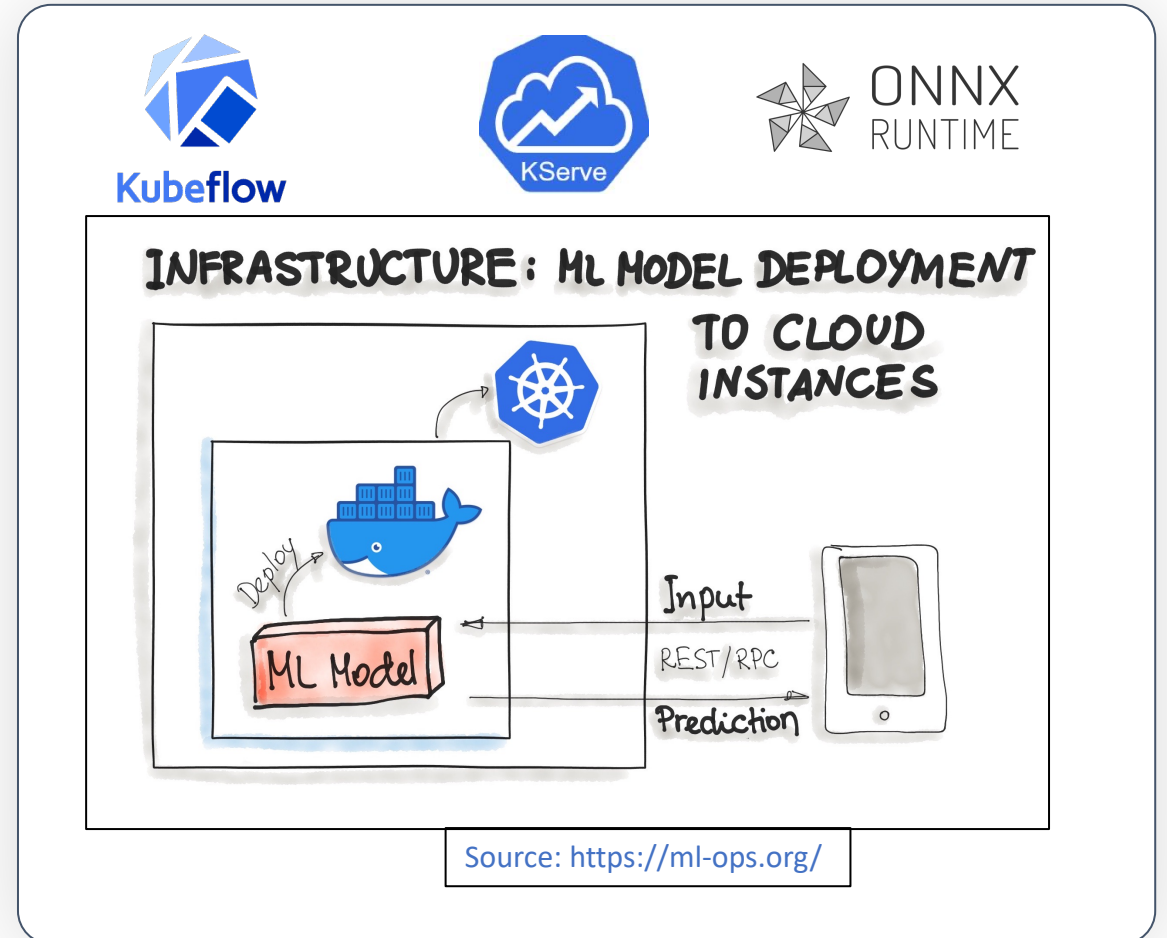 Kubeflow
KServe
ONNX
RUNTIME
INFRASTRUCTURE: ML MODEL DEPLOYMENT
TO CLOUD
INSTANCES
Deploy
ML Model
Input
REST/RPC
Prediction
Source: https://ml-ops.org/